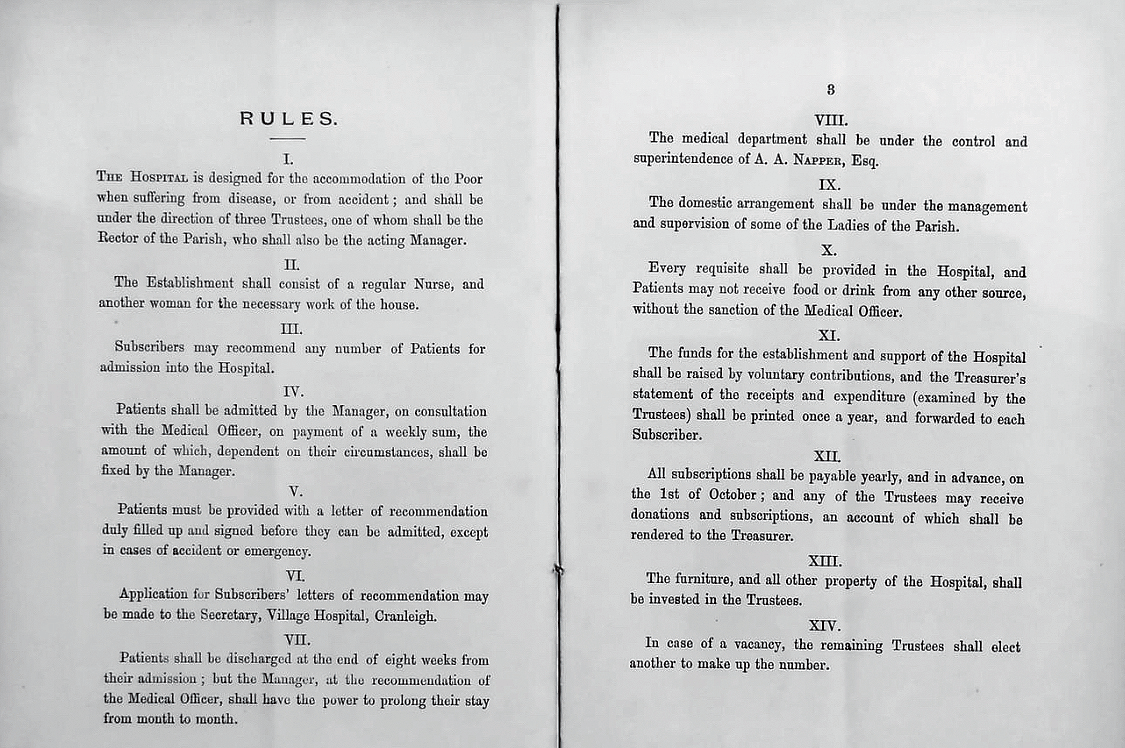 RULES.
I.
THE HOSPITAL is designed for the accommodation of the Poor
when suffering from disease, or from accident ; and shall be
under the direction of three Trustees, one of whom shall be the
Rector of the Parish, who shall also be the acting Manager.
II.
The Establishment shall consist of a regular Nurse, and
another woman for the necessary work of the house.
III.
Subscribers may recommend any number of Patients for
admission into the Hospital.
IV.
Patients shall be admitted by the Manager, on consultation
with the Medical Officer, on payment of a weekly sum, the
amount of which, dependent on their circumstances, shall be
fixed by the Manager.
V.
Patients must be provided with a letter of recommendation
duly filled up and signed before they can be admitted, except
in cases of accident or emergency.
VI.
Application for Subscribers' letters of recommendation may
be made to the Secretary, Village Hospital, Cranleigh.
VII.
Patients shall be discharged at the end of eight weeks from
their admission ; but the Manager, at the recommendation of
the Medical Officer, shall have the power to prolong their stay
from month to month.
3
VIII.
The medical department shall be under the control and
superintendence of A. A. NAPPER, Esq.
IX.
The domestic arrangement shall be under the management
and supervision of some of the Ladies of the Parish.
X.
Every requisite shall be provided in the Hospital, and
Patients may not receive food or drink from any other source,
without the sanction of the Medical Officer.
XI.
The funds for the establishment and support of the Hospital
shall be raised by voluntary contributions, and the Treasurer's
statement of the receipts and expenditure (examined by the
Trustees) shall be printed once a year, and forwarded to each
Subscriber.
XII.
All subscriptions shall be payable yearly, and in advance, on
the 1st of October ; and any of the Trustees may receive
donations and subscriptions, an account of which shall be
rendered to the Treasurer.
XIII.
The furniture, and all other property of the Hospital, shall
be invested in the Trustees.
XIV.
In case of a vacancy, the remaining Trustees shall elect
another to make up the number.